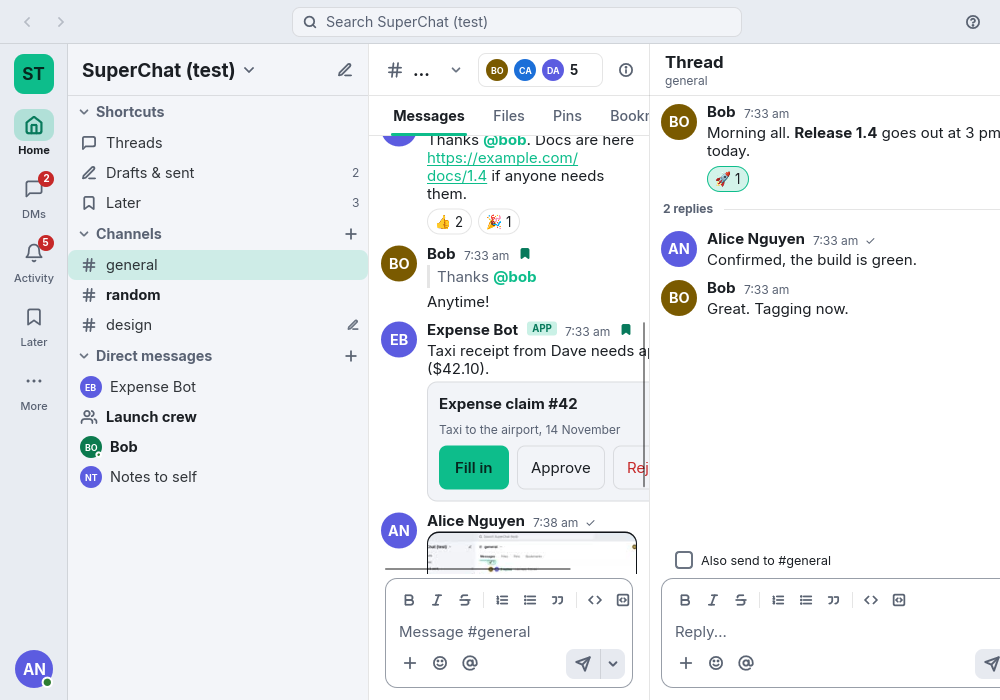 Search SuperChat (test)
ST
Home
2
DMs
5
Activity
Later
More
AN
SuperChat (test)
Shortcuts
Threads
Drafts & sent 2
Later 3
Channels
general
random
design
Direct messages
EB Expense Bot
Launch crew
BO Bob
NT Notes to self
# ...
BO CA DA 5
Messages Files Pins Bookr
Thanks @bob. Docs are here
https://example.com/
docs/1.4 if anyone needs
them.
👍 2 🎉 1
BO Bob 7:33 am
Thanks @bob
Anytime!
EB Expense Bot APP 7:33 am
Taxi receipt from Dave needs a
($42.10).
Expense claim #42
Taxi to the airport, 14 November
Fill in Approve Rej
AN Alice Nguyen 7:38 am
Message #general
Thread
general
BO Bob 7:33 am
Morning all. Release 1.4 goes out at 3 pm
today.
🚀 1
2 replies
AN Alice Nguyen 7:33 am
Confirmed, the build is green.
BO Bob 7:33 am
Great. Tagging now.
Also send to #general
Reply...